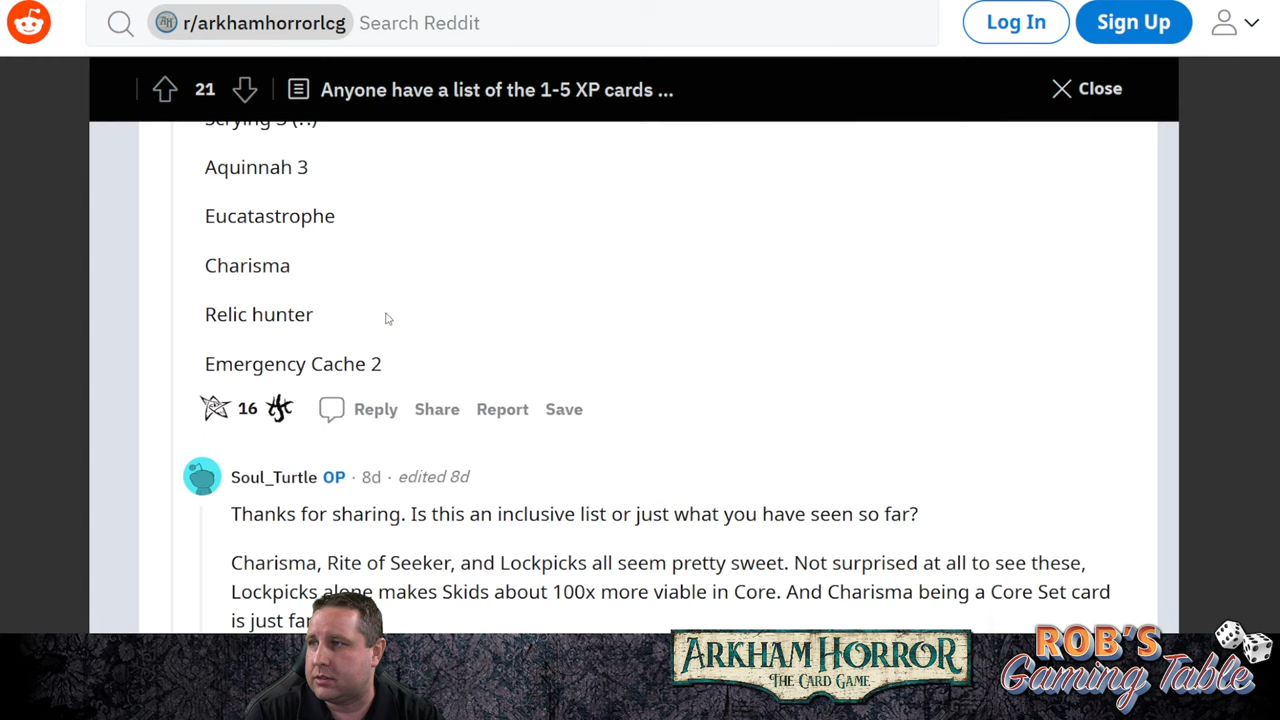 r/arkhamhorrorlcg Search Reddit Log In Sign Up
21 Anyone have a list of the 1-5 XP cards ... Close
Aquinnah 3
Eucatastrophe
Charisma
Relic hunter
Emergency Cache 2
16 Reply Share Report Save
Soul_Turtle OP · 8d · edited 8d
Thanks for sharing. Is this an inclusive list or just what you have seen so far?
Charisma, Rite of Seeker, and Lockpicks all seem pretty sweet. Not surprised at all to see these,
Lockpicks alone makes Skids about 100x more viable in Core. And Charisma being a Core Set card
is just
ARKHAM HORROR
THE CARD GAME
ROB'S
Gaming Table